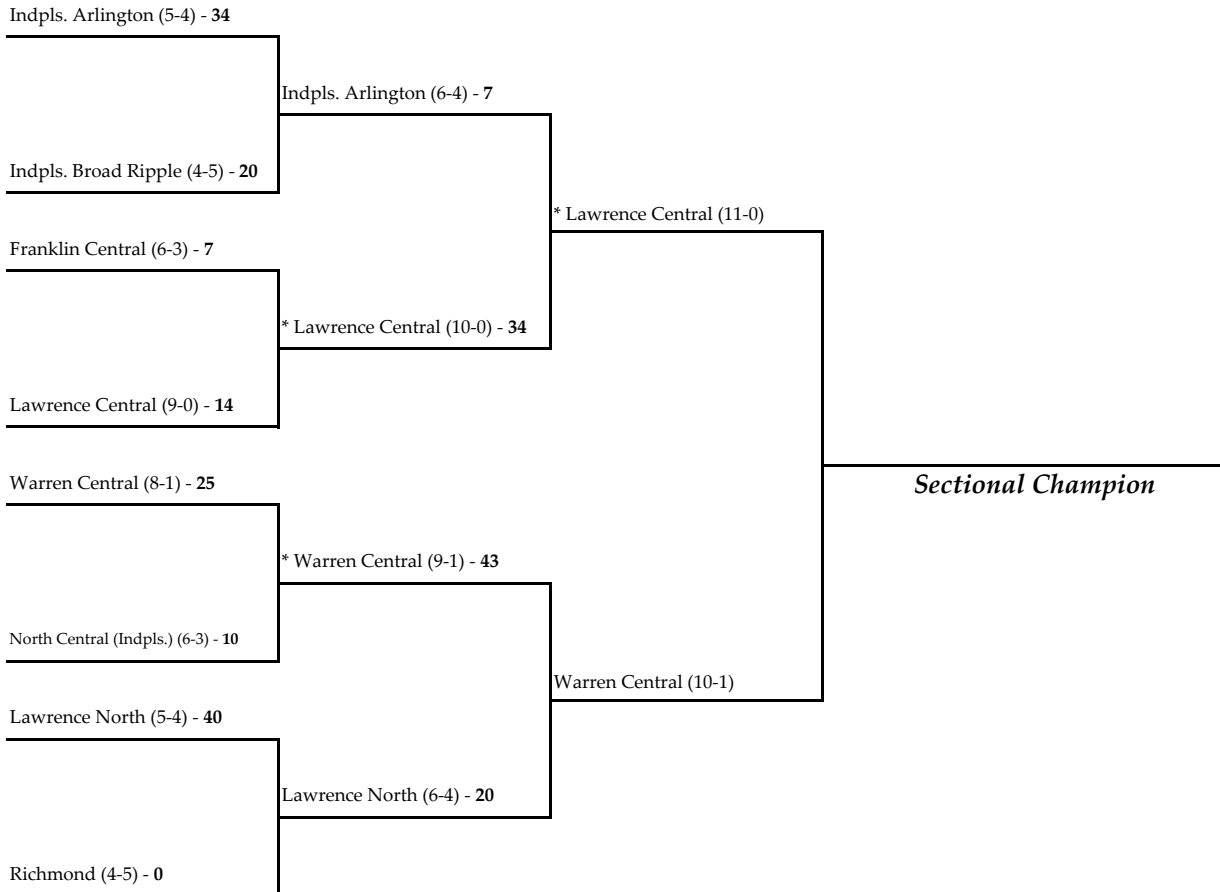 Indpls. Arlington (5-4) - 34
Indpls. Arlington (6-4) - 7
Indpls. Broad Ripple (4-5) - 20
* Lawrence Central (11-0)
Franklin Central (6-3) - 7
* Lawrence Central (10-0) - 34
Lawrence Central (9-0) - 14
Warren Central (8-1) - 25
Sectional Champion
* Warren Central (9-1) - 43
North Central (Indpls.) (6-3) - 10
Warren Central (10-1)
Lawrence North (5-4) - 40
Lawrence North (6-4) - 20
Richmond (4-5) - 0